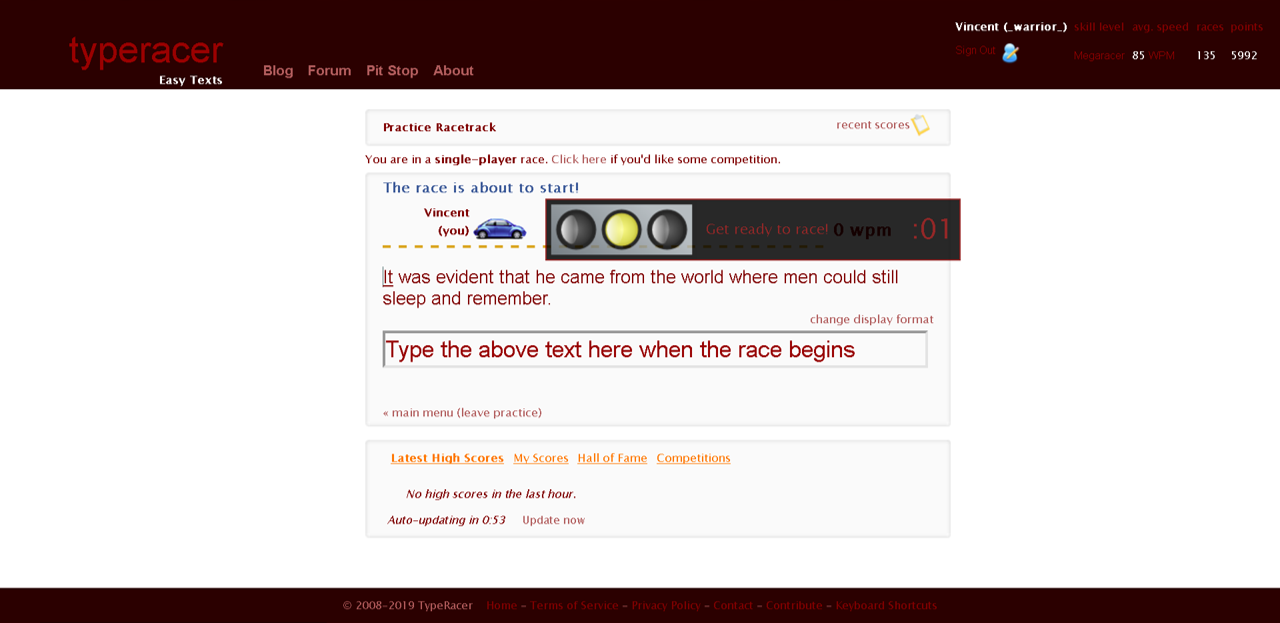 Vincent (_warrior_) skill level avg. speed races points
typeracer
Sign Out Megaracer 85 WPM 135 5992
Easy Texts
Blog Forum Pit Stop About
Practice Racetrack
recent scores
You are in a single-player race. Click here if you'd like some competition.
The race is about to start!
Vincent
(you)
Get ready to race! 0 wpm :01
It was evident that he came from the world where men could still
sleep and remember.
change display format
Type the above text here when the race begins
« main menu (leave practice)
Latest High Scores My Scores Hall of Fame Competitions
No high scores in the last hour.
Auto-updating in 0:53 Update now
© 2008-2019 TypeRacer Home - Terms of Service - Privacy Policy - Contact - Contribute - Keyboard Shortcuts